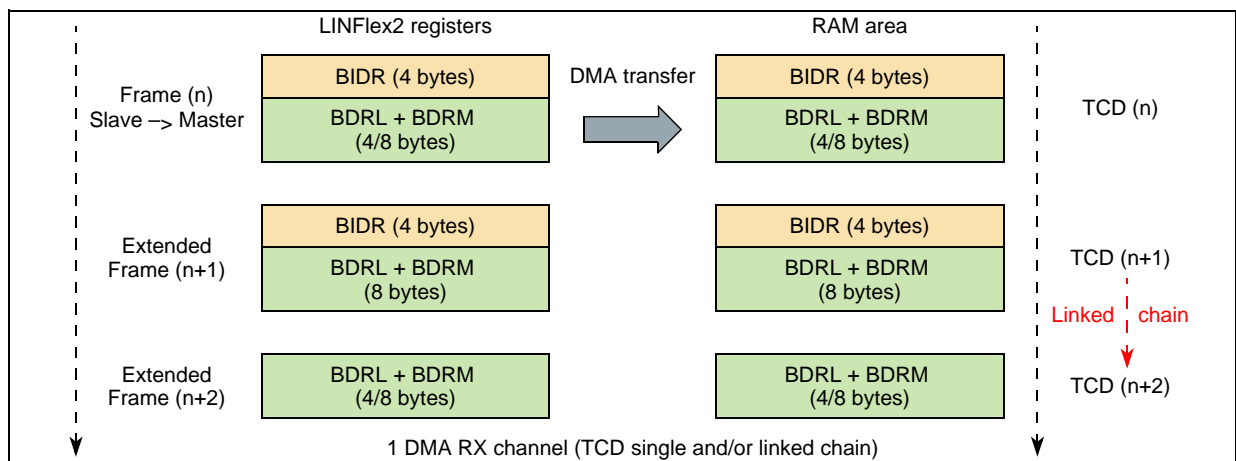 LINFlex2 registers
RAM area
Frame (n)
Slave –> Master
BIDR (4 bytes)
BDRL + BDRM
(4/8 bytes)
DMA transfer
BIDR (4 bytes)
BDRL + BDRM
(4/8 bytes)
TCD (n)
Extended
Frame (n+1)
BIDR (4 bytes)
BDRL + BDRM
(8 bytes)
BIDR (4 bytes)
BDRL + BDRM
(8 bytes)
TCD (n+1)
Linked chain
Extended
Frame (n+2)
BDRL + BDRM
(4/8 bytes)
BDRL + BDRM
(4/8 bytes)
TCD (n+2)
1 DMA RX channel (TCD single and/or linked chain)